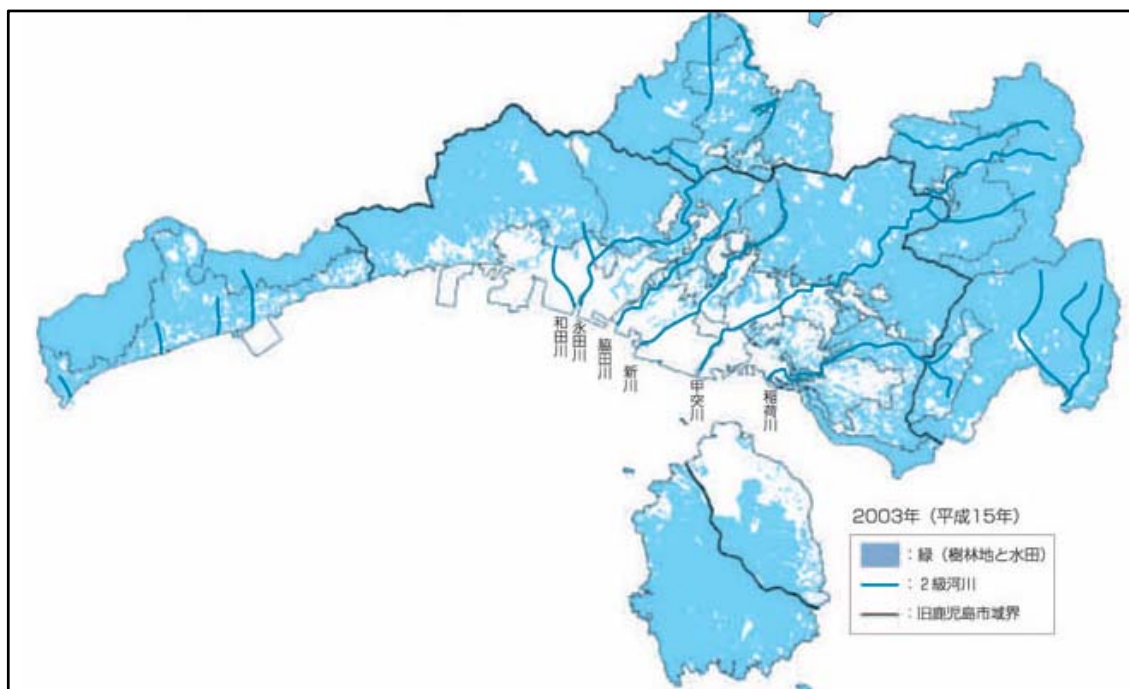 和田川
永田川
脇田川
新川
甲突川
稲荷川
2003年（平成15年）
：緑（樹林地と水田）
：２級河川
：旧鹿児島市域界